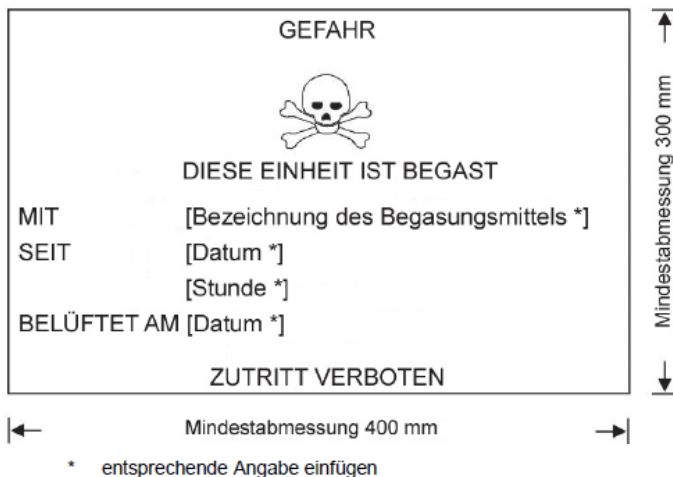 GEFAHR
DIESE EINHEIT IST BEGAST
MIT [Bezeichnung des Begasungsmittels *]
SEIT [Datum *]
[Stunde *]
BELÜFTET AM [Datum *]
ZUTRITT VERBOTEN
Mindestabmessung 300 mm
Mindestabmessung 400 mm
* entsprechende Angabe einfügen